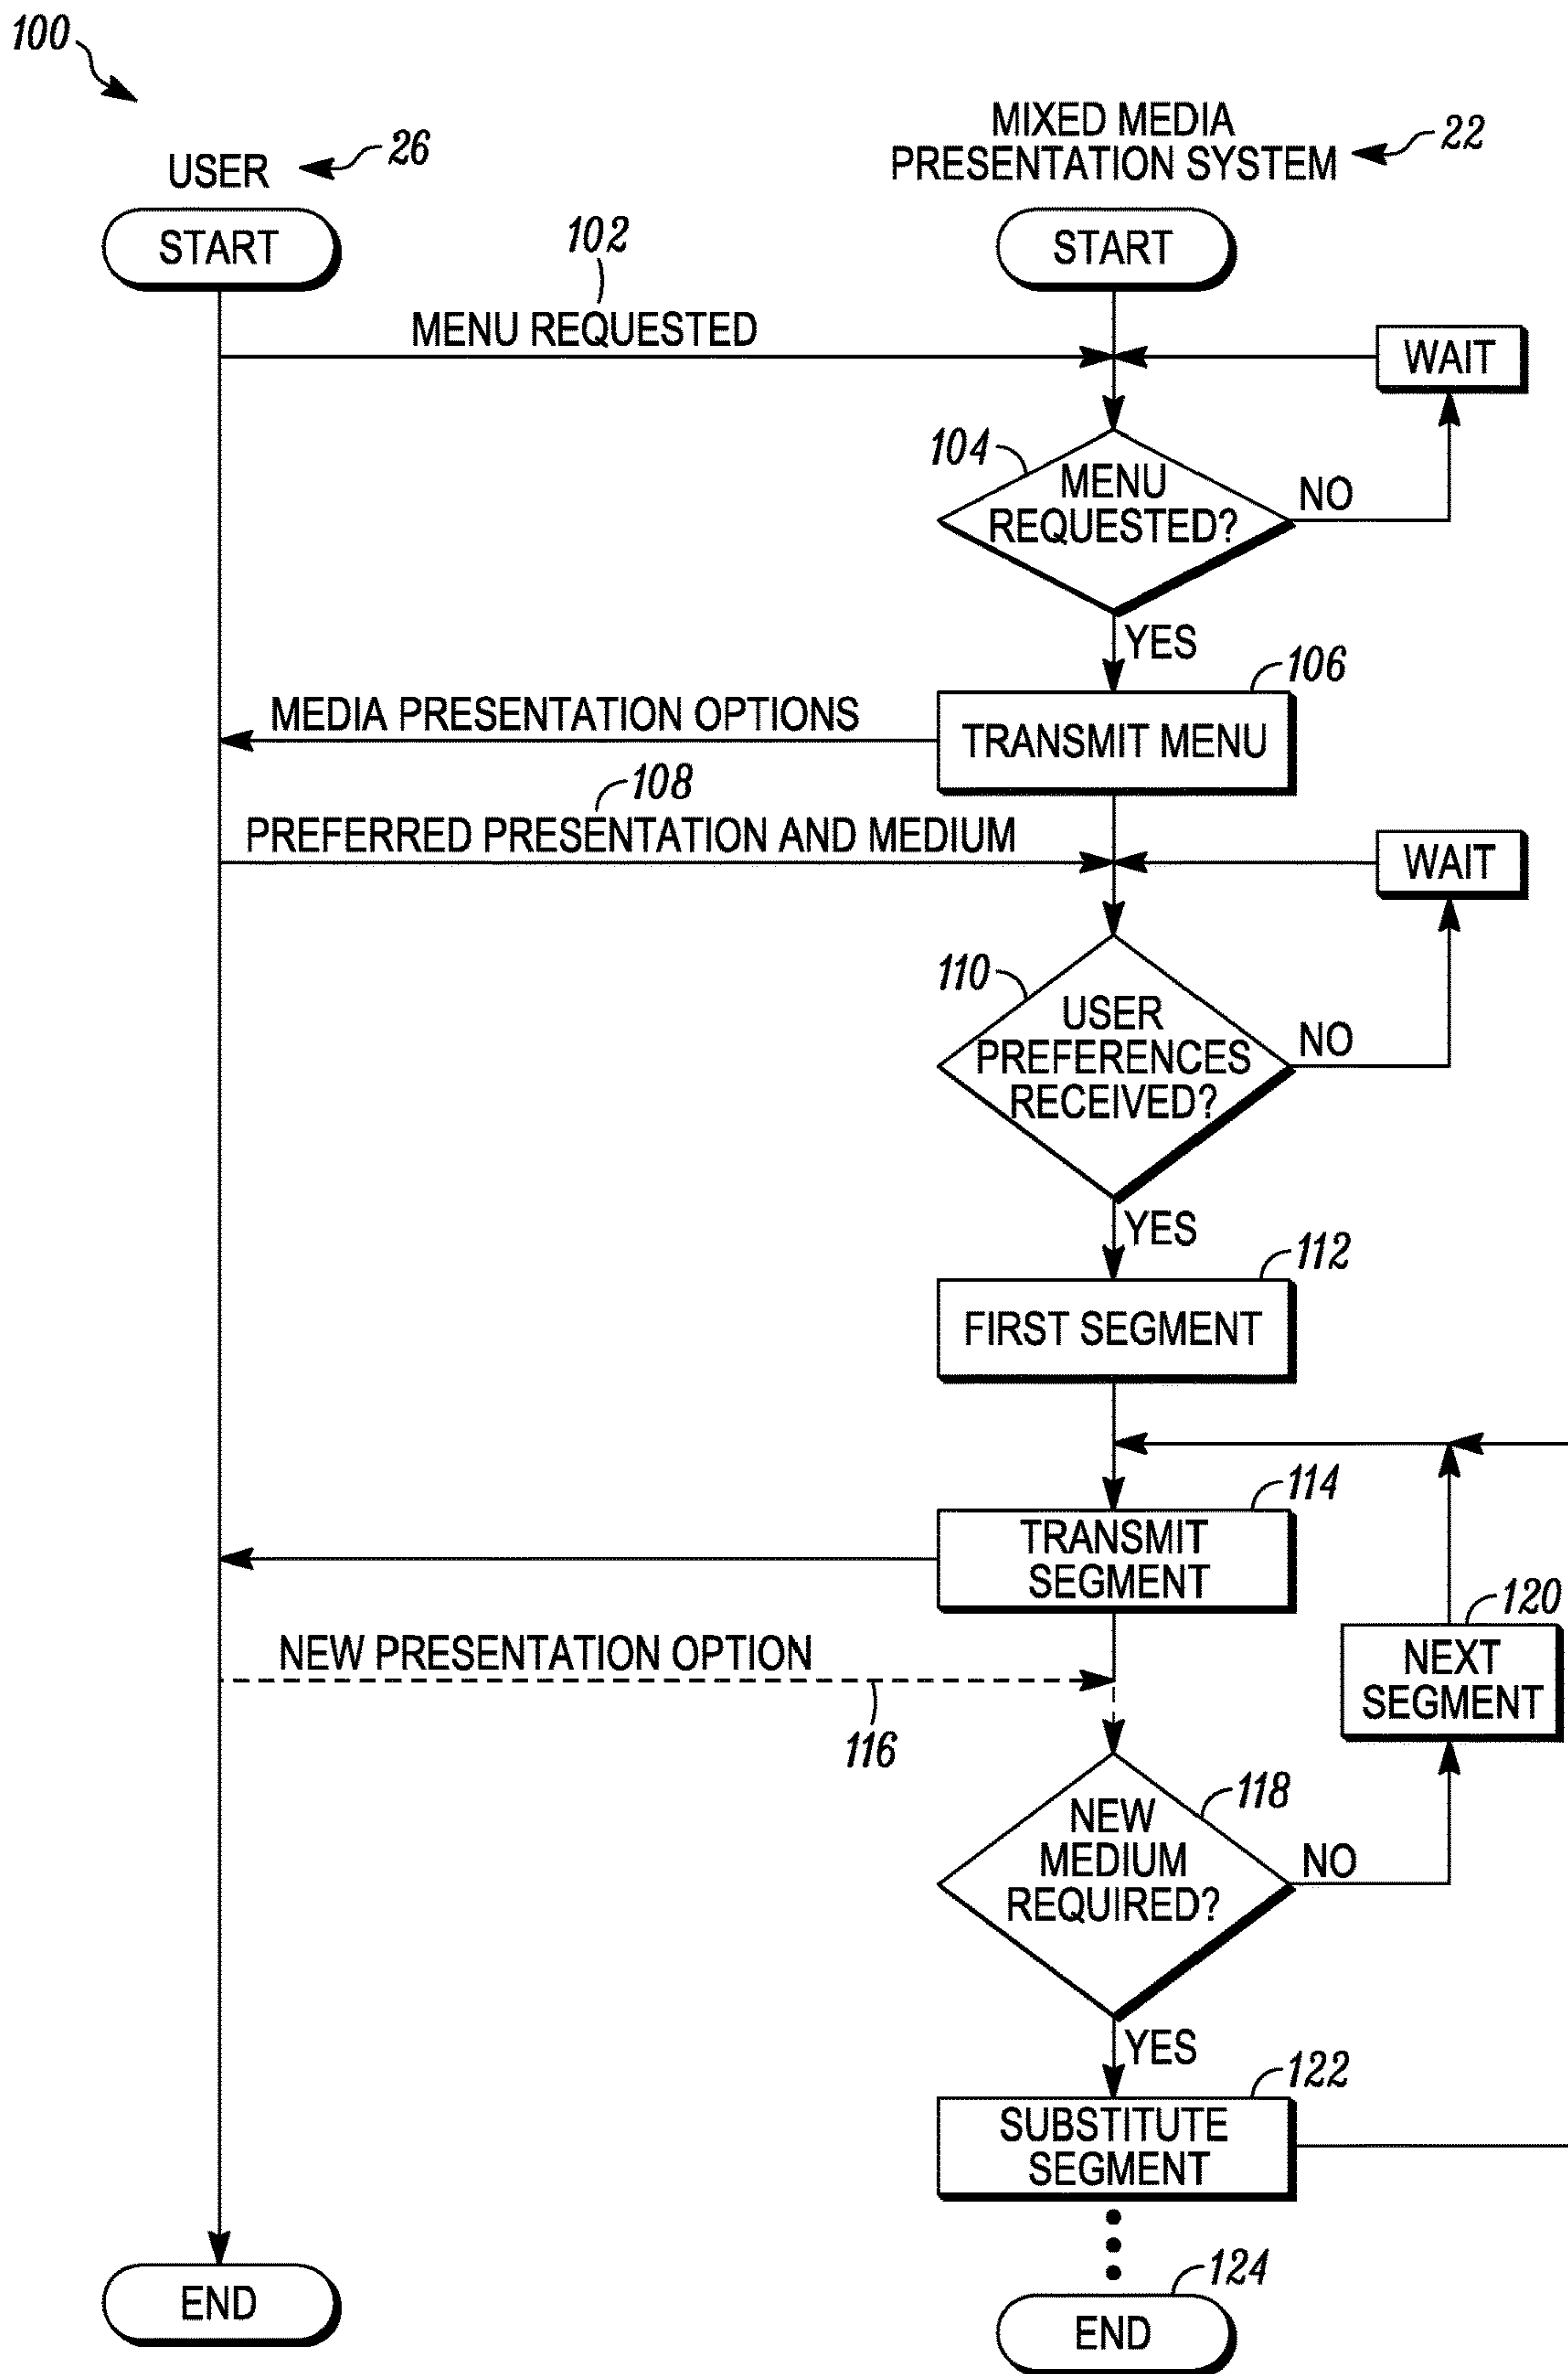 100
USER
26
MIXED MEDIA
PRESENTATION SYSTEM
22
START
START
102
MENU REQUESTED
WAIT
104
MENU
REQUESTED?
NO
YES
106
MEDIA PRESENTATION OPTIONS
TRANSMIT MENU
108
PREFERRED PRESENTATION AND MEDIUM
WAIT
110
USER
PREFERENCES
RECEIVED?
NO
YES
112
FIRST SEGMENT
114
TRANSMIT
SEGMENT
120
NEXT
SEGMENT
NEW PRESENTATION OPTION
116
118
NEW
MEDIUM
REQUIRED?
NO
YES
122
SUBSTITUTE
SEGMENT
124
END
END